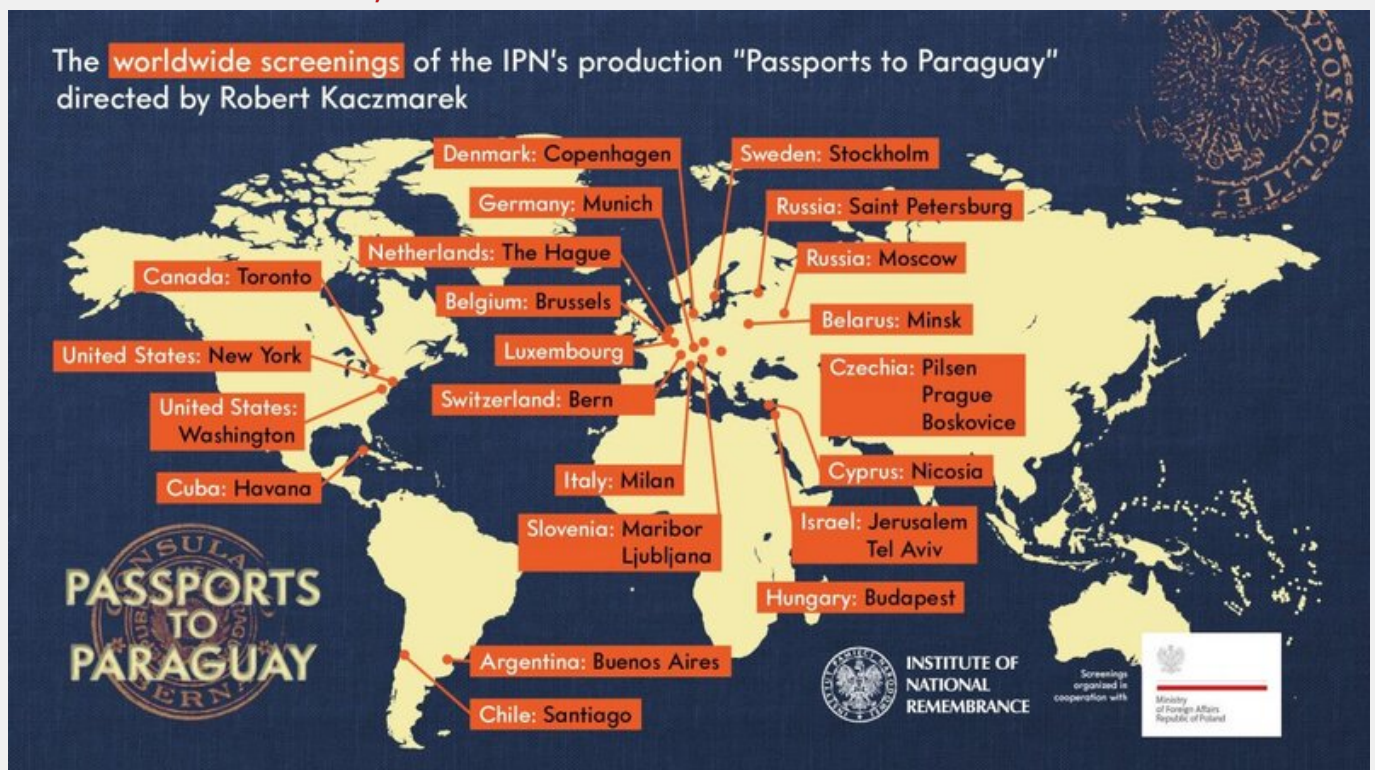 The worldwide screenings of the IPN's production "Passports to Paraguay"
directed by Robert Kaczmarek
YPOSPOLITEJ
Denmark: Copenhagen
Sweden: Stockholm
Germany: Munich
Russia: Saint Petersburg
Netherlands: The Hague
Russia: Moscow
Canada: Toronto
Belgium: Brussels
Belarus: Minsk
United States: New York
Luxembourg
Czechia: Pilsen
Prague
Boskovice
Switzerland: Bern
United States:
Washington
Cyprus: Nicosia
Italy: Milan
Cuba: Havana
Slovenia: Maribor
Ljubljana
Israel: Jerusalem
Tel Aviv
Hungary: Budapest
PASSPORTS
TO
PARAGUAY
Argentina: Buenos Aires
Chile: Santiago
INSTYTUT PAMIĘCI NARODOWEJ
INSTITUTE OF
NATIONAL
REMEMBRANCE
Screenings
organized in
cooperation with
Ministry
of Foreign Affairs
Republic of Poland